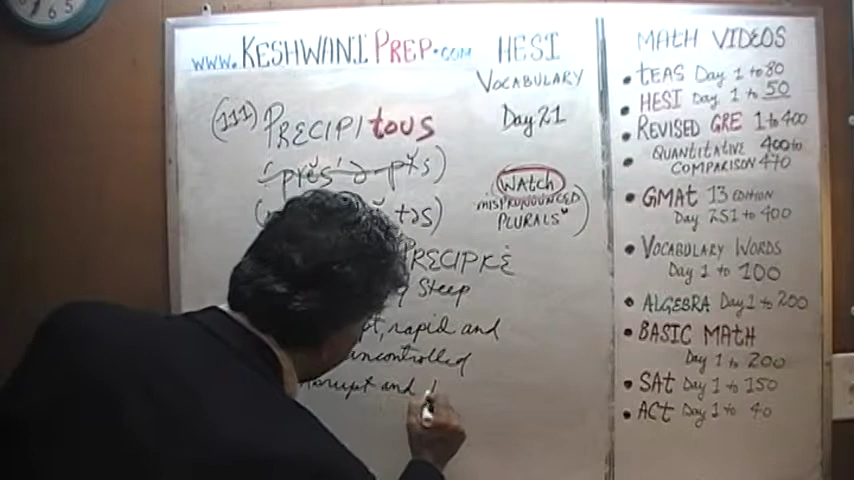 www.KESHWANIPREP.com
HESI
VOCABULARY
Day 21
(111) PRECIPITOUS
WATCH
MISPRONOUNCED
PLURALS"
steep
rapid and
uncontrolled
abrupt and
MATH VIDEOS
TEAS Day 1 to 80
HESI Day 1 to 50
REVISED GRE 1 to 400
QUANTITATIVE 400 to
COMPARISON 470
GMAT 13 EDITION
Day 251 to 400
VOCABULARY WORDS
Day 1 to 100
ALGEBRA Day 1 to 200
BASIC MATH
Day 1 to 200
SAT Day 1 to 150
ACT Day 1 to 40
6 5